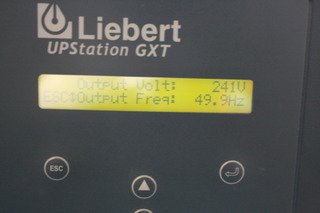 Liebert
UPStation GXT
Output Volt: 241V
ESC↕Output Freq: 49.9Hz
ESC